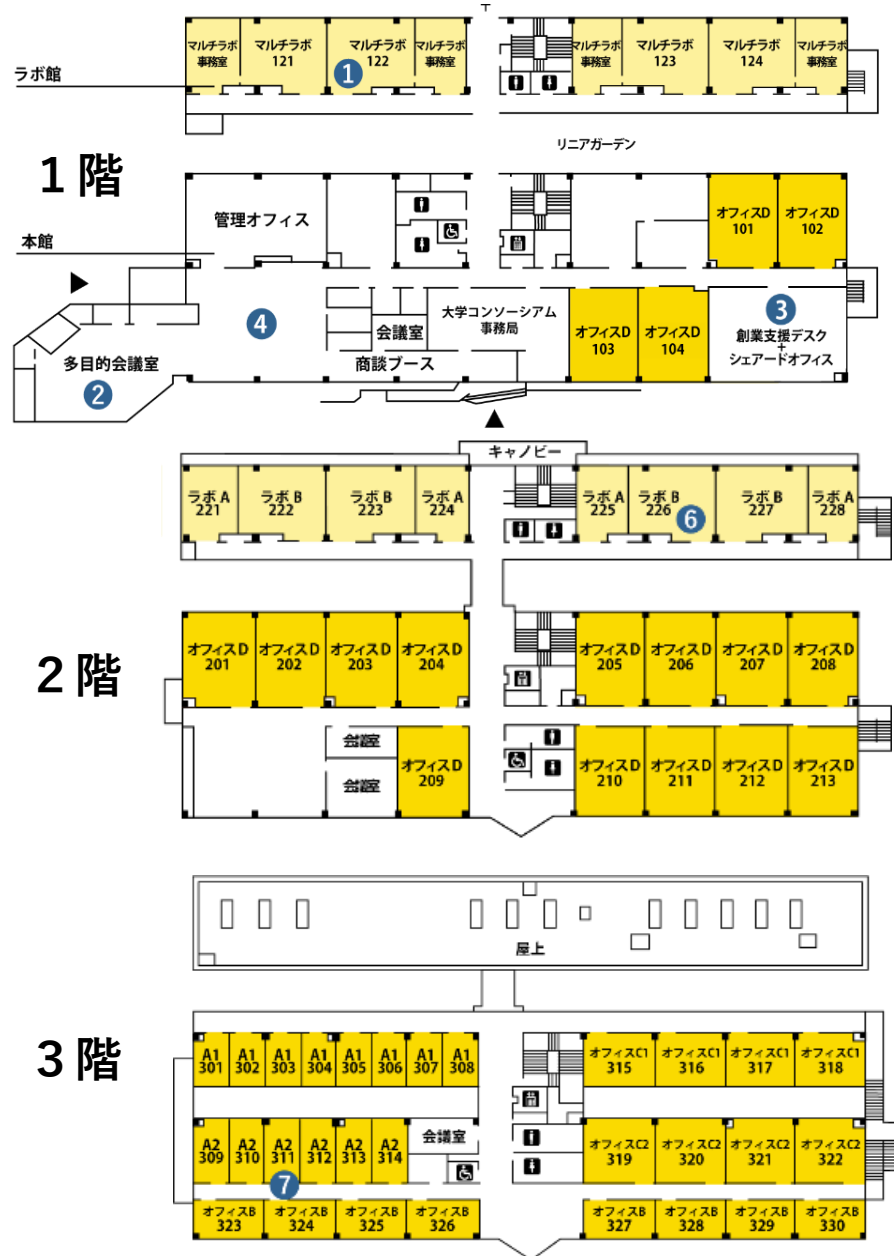 マルチラボ
事務室
マルチラボ
121
マルチラボ
122
マルチラボ
事務室
マルチラボ
事務室
マルチラボ
123
マルチラボ
124
マルチラボ
事務室
1
ラボ館
リニアガーデン
1階
管理オフィス
オフィスD
101
オフィスD
102
本館
4
会議室
大学コンソーシアム
事務局
商談ブース
オフィスD
103
オフィスD
104
3
創業支援デスク
+
シェアードオフィス
多目的会議室
2
キャノピー
ラボ A
221
ラボ B
222
ラボ B
223
ラボ A
224
ラボ A
225
ラボ B
226
6
ラボ B
227
ラボ A
228
2階
オフィスD
201
オフィスD
202
オフィスD
203
オフィスD
204
オフィスD
205
オフィスD
206
オフィスD
207
オフィスD
208
会議室
会議室
オフィスD
209
オフィスD
210
オフィスD
211
オフィスD
212
オフィスD
213
屋上
3階
A1
301
A1
302
A1
303
A1
304
A1
305
A1
306
A1
307
A1
308
オフィスC1
315
オフィスC1
316
オフィスC1
317
オフィスC1
318
A2
309
A2
310
A2
311
A2
312
A2
313
A2
314
会議室
オフィスC2
319
オフィスC2
320
オフィスC2
321
オフィスC2
322
7
オフィスB
323
オフィスB
324
オフィスB
325
オフィスB
326
オフィスB
327
オフィスB
328
オフィスB
329
オフィスB
330